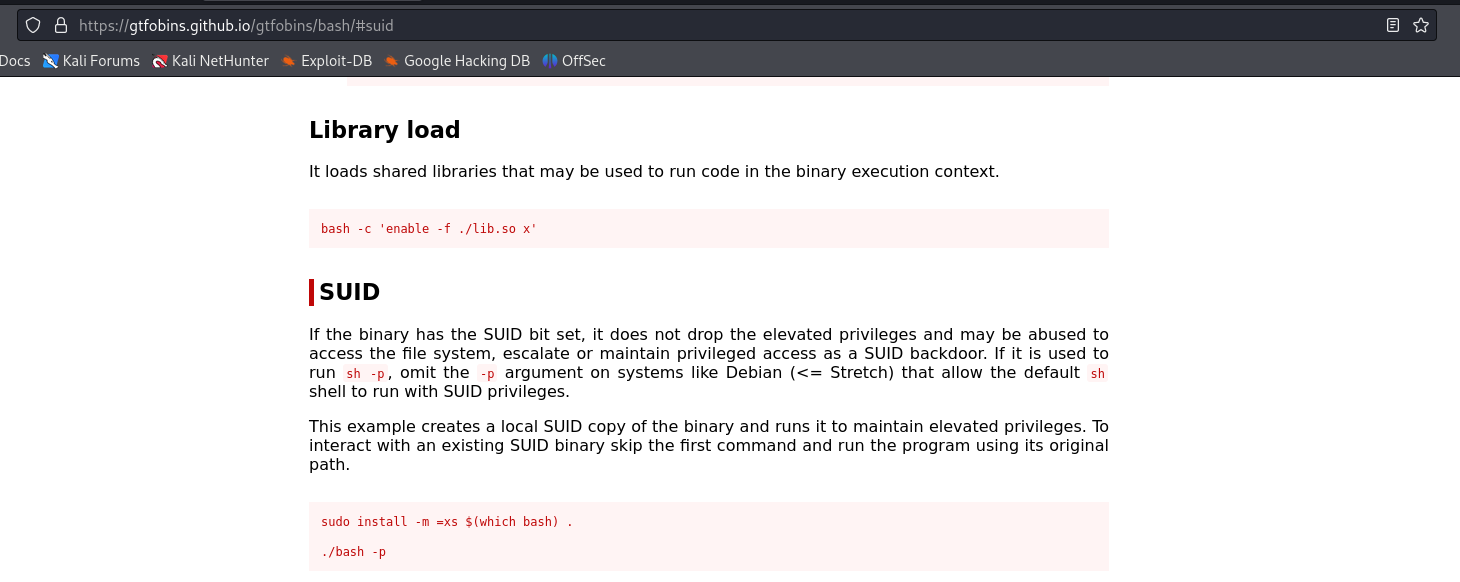 https://gtfobins.github.io/gtfobins/bash/#suid
Docs Kali Forums Kali NetHunter Exploit-DB Google Hacking DB OffSec
Library load
It loads shared libraries that may be used to run code in the binary execution context.
bash -c 'enable -f ./lib.so x'
SUID
If the binary has the SUID bit set, it does not drop the elevated privileges and may be abused to
access the file system, escalate or maintain privileged access as a SUID backdoor. If it is used to
run sh -p, omit the -p argument on systems like Debian (<= Stretch) that allow the default sh
shell to run with SUID privileges.
This example creates a local SUID copy of the binary and runs it to maintain elevated privileges. To
interact with an existing SUID binary skip the first command and run the program using its original
path.
sudo install -m =xs $(which bash) .
./bash -p